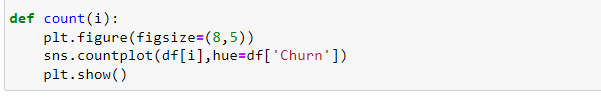 def count(i):
    plt.figure(figsize=(8,5))
    sns.countplot(df[i],hue=df['Churn'])
    plt.show()